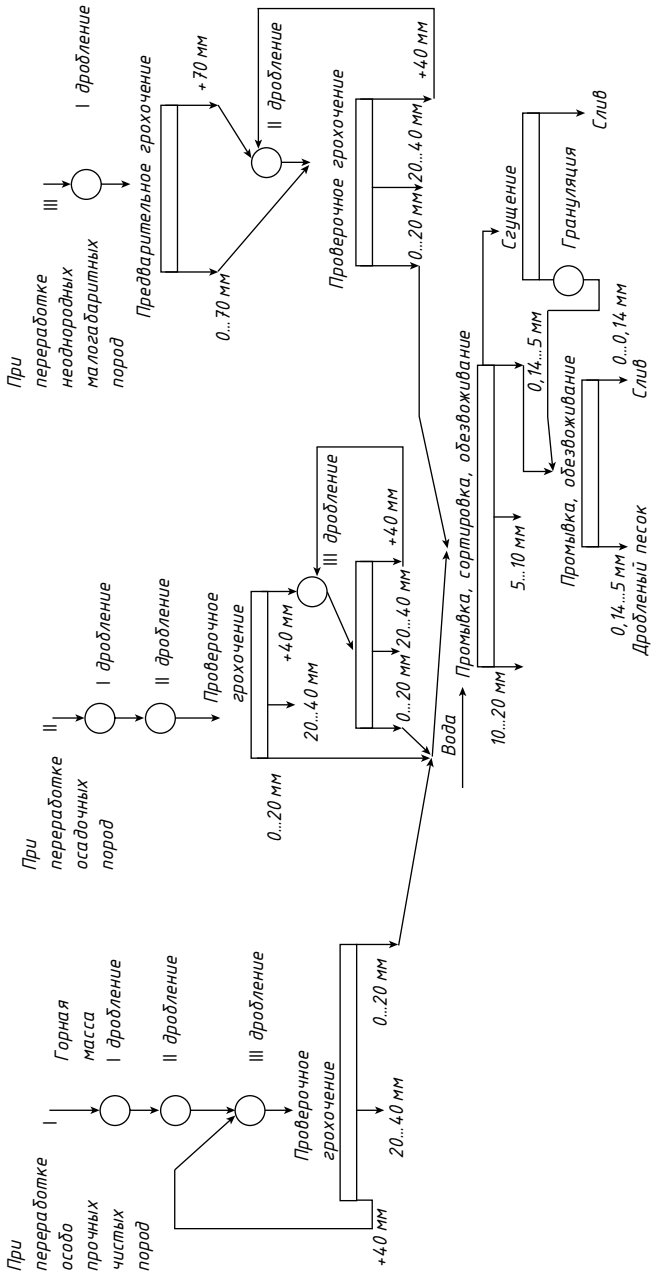 При
переработке
особо
прочных
чистых
пород
I
Горная
масса
I дробление
II дробление
III дробление
Проверочное
грохочение
+40 мм
20...40 мм
0...20 мм
При
переработке
осадочных
пород
II
I дробление
II дробление
Проверочное
грохочение
0...20 мм
20...40 мм
+40 мм
III дробление
0...20 мм
20...40 мм
+40 мм
При
переработке
неоднородных
малогабаритных
пород
III
I дробление
Предварительное грохочение
0...70 мм
+70 мм
II дробление
Проверочное грохочение
0...20 мм
20...40 мм
+40 мм
Вода
Промывка, сортировка, обезвоживание
10...20 мм
5...10 мм
0,14...5 мм
Сгущение
Слив
Грануляция
Промывка, обезвоживание
0,14...5 мм
Дробленый песок
0...0,14 мм
Слив